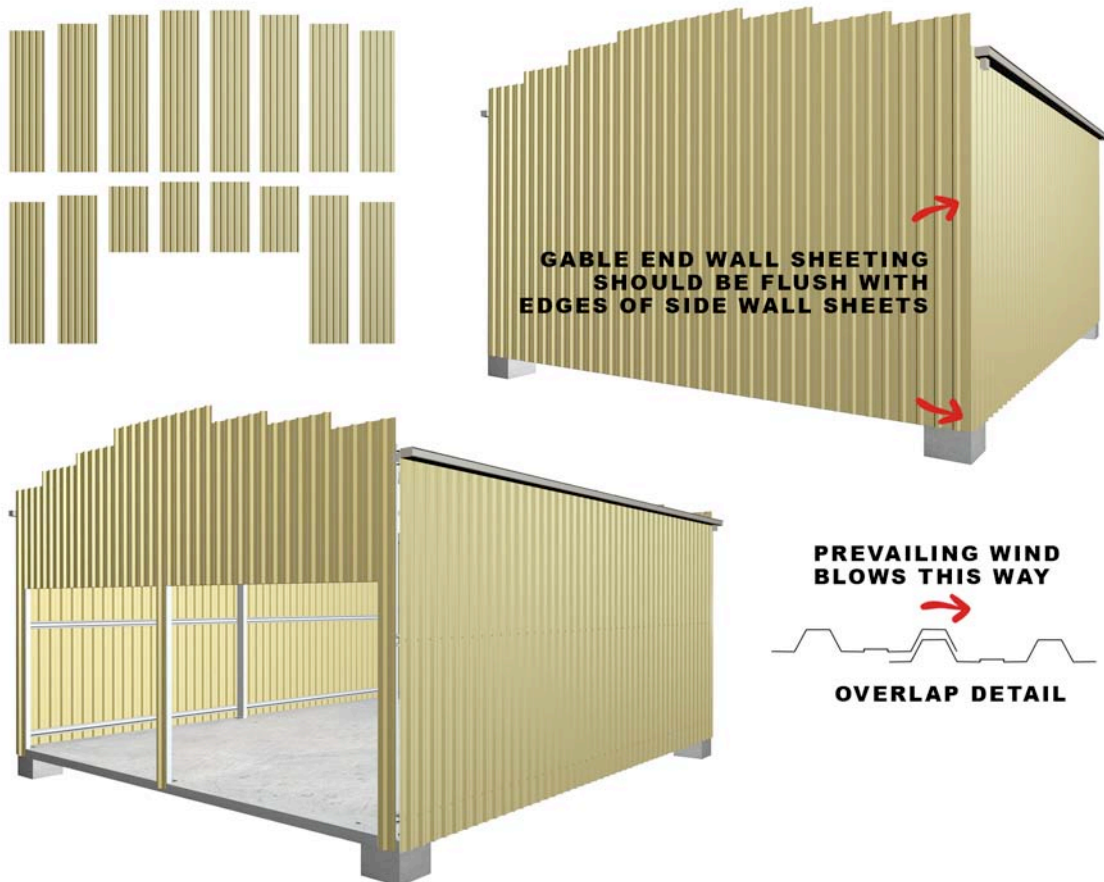 GABLE END WALL SHEETING
SHOULD BE FLUSH WITH
EDGES OF SIDE WALL SHEETS
PREVAILING WIND
BLOWS THIS WAY
OVERLAP DETAIL